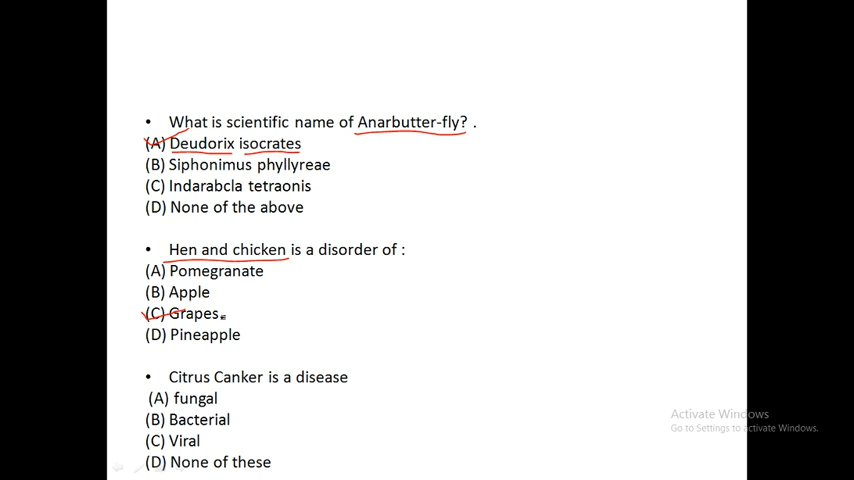 • What is scientific name of Anarbutter-fly? .
(A) Deudorix isocrates
(B) Siphonimus phyllyreae
(C) Indarabcla tetraonis
(D) None of the above
• Hen and chicken is a disorder of :
(A) Pomegranate
(B) Apple
(C) Grapes
(D) Pineapple
• Citrus Canker is a disease
(A) fungal
(B) Bacterial
(C) Viral
(D) None of these
Activate Windows
Go to Settings to activate Windows.